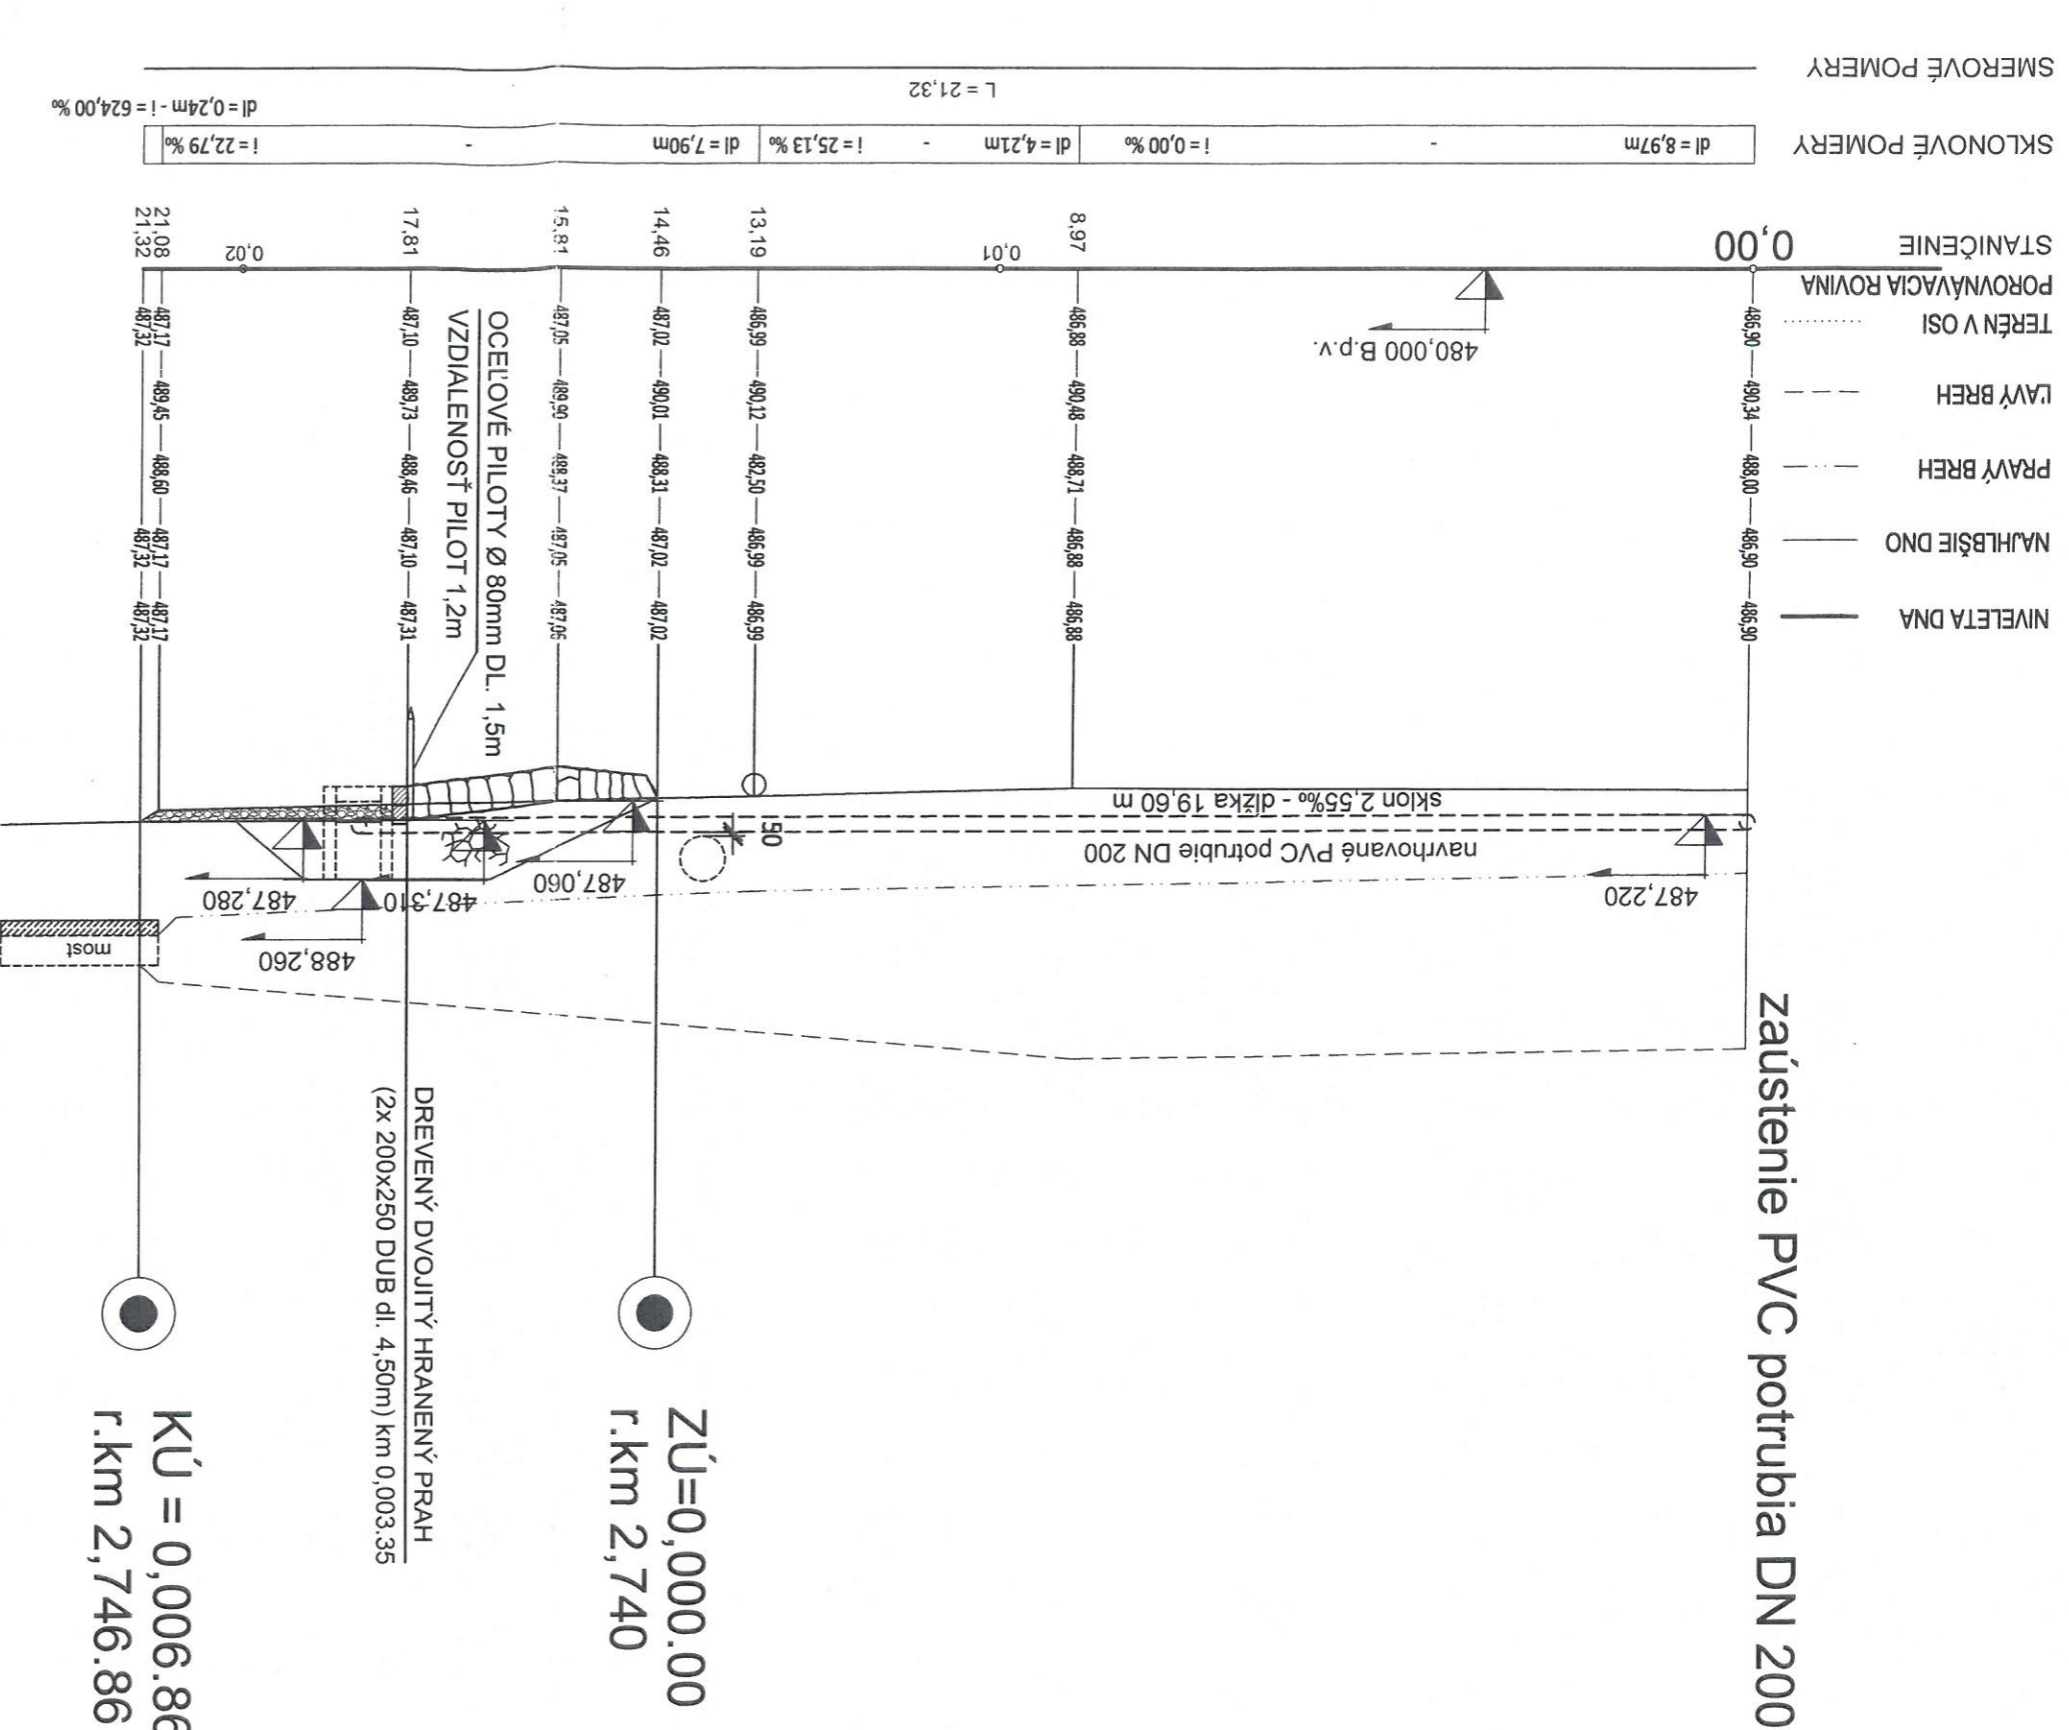 zaústenie PVC potrubia DN 200
ZÚ=0,000.00
r.km 2,740
KÚ = 0,006.86
r.km 2,746.86
DREVENÝ DVOJITÝ HRANENÝ PRAH
(2x 200x250 DUB dl. 4,50m) km 0,003.35
most
488,260
487,220
487,060
487,310
487,280
navrhované PVC potrubie DN 200
50
sklon 2,55‰ - dĺžka 19,60 m
OCEĽOVÉ PILOTY Ø 80mm DL. 1,5m
VZDIALENOSŤ PILOT 1,2m
NIVELETA DNA
486,90
486,88
486,99
487,02
487,06
487,31
487,17
487,32
NAJHLBŠIE DNO
486,90
486,88
486,99
487,02
487,05
487,10
487,17
487,32
PRAVÝ BREH
488,00
488,71
482,50
488,31
488,37
488,46
488,60
ĽAVÝ BREH
490,34
490,48
490,12
490,01
489,90
489,73
489,45
TERÉN V OSI
486,90
486,88
486,99
487,02
487,05
487,10
487,17
487,32
480,000 B.p.v.
POROVNÁVACIA ROVINA
STANIČENIE
0,00
8,97
0,01
13,19
14,46
15,81
17,81
0,02
21,08
21,32
SKLONOVÉ POMERY
dl = 8,97m - i = 0,00 ‰
dl = 4,21m - i = 25,13 ‰
dl = 7,90m - i = 22,79 ‰
dl = 0,24m - i = 624,00 ‰
SMEROVÉ POMERY
L = 21,32